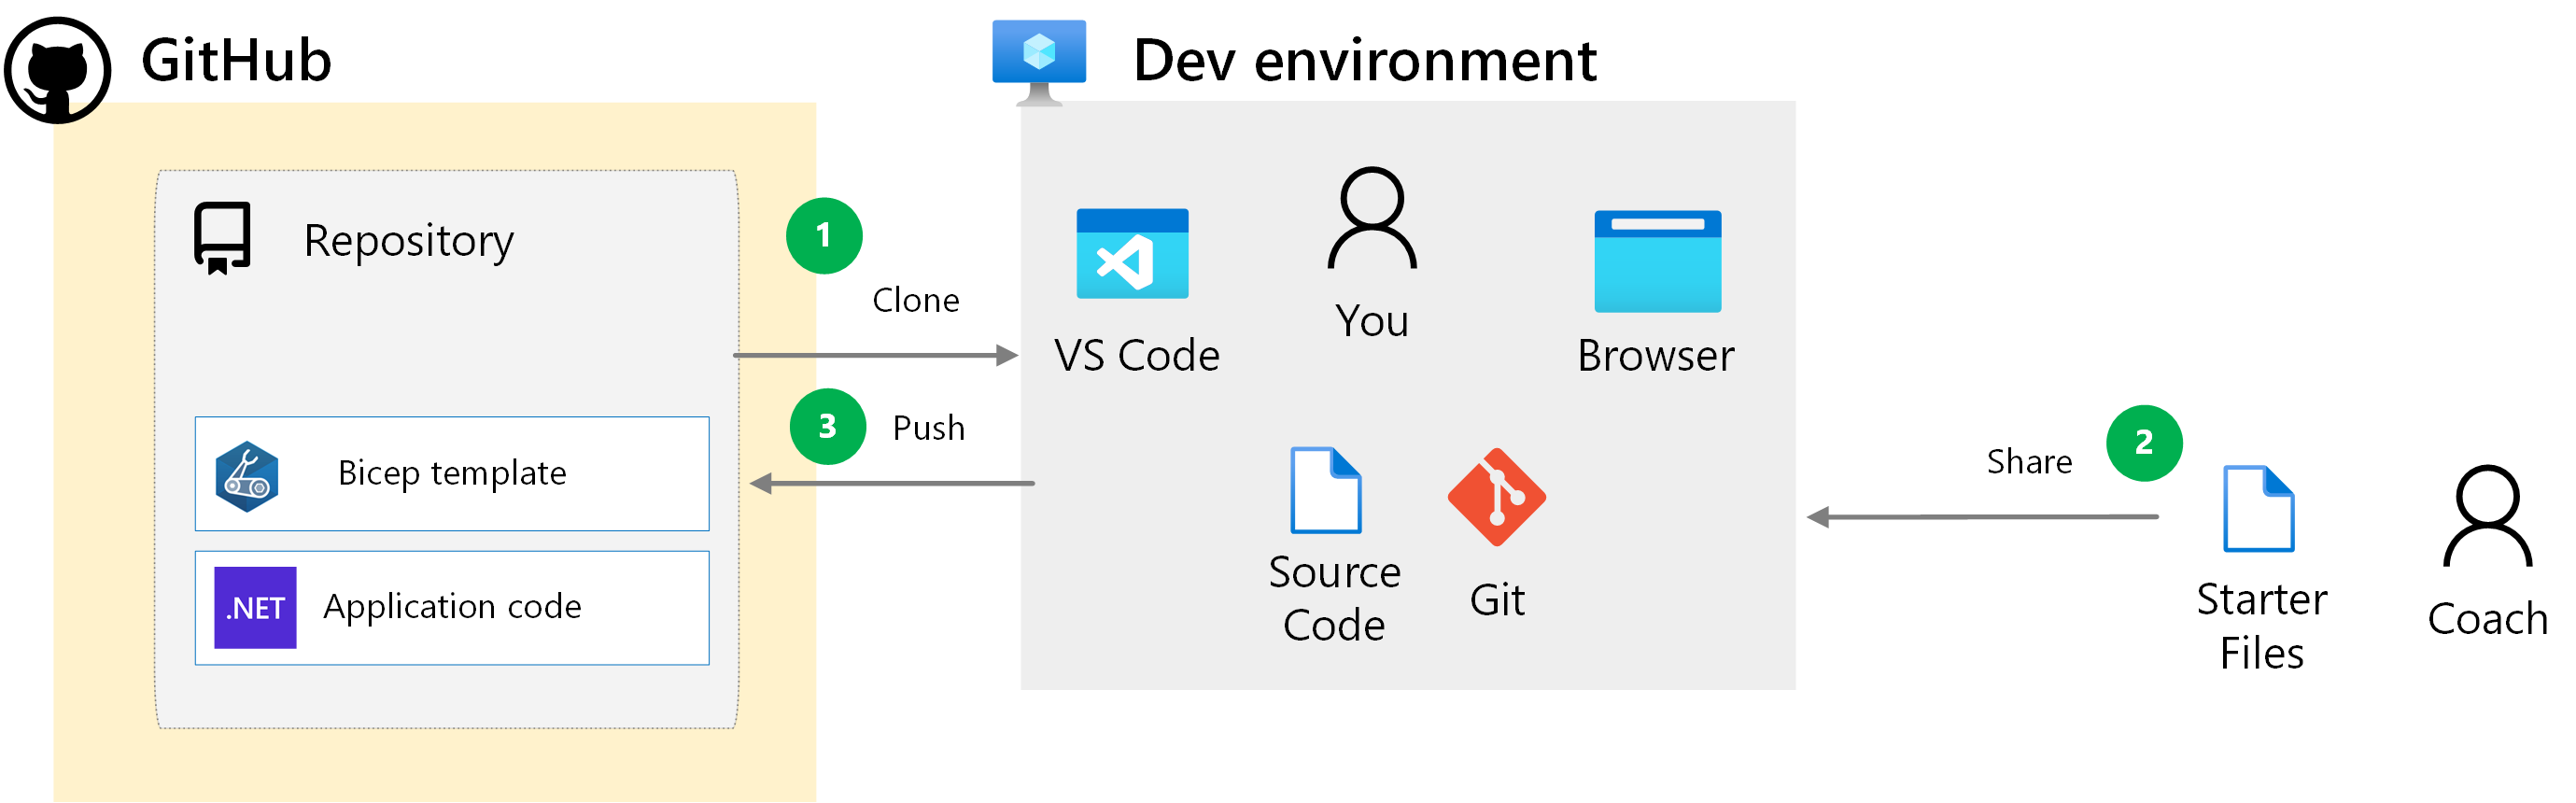 GitHub
Dev environment
Repository
1
Clone
VS Code
You
Browser
3
Push
2
Share
Bicep template
.NET
Application code
Source
Code
Git
Starter
Files
Coach